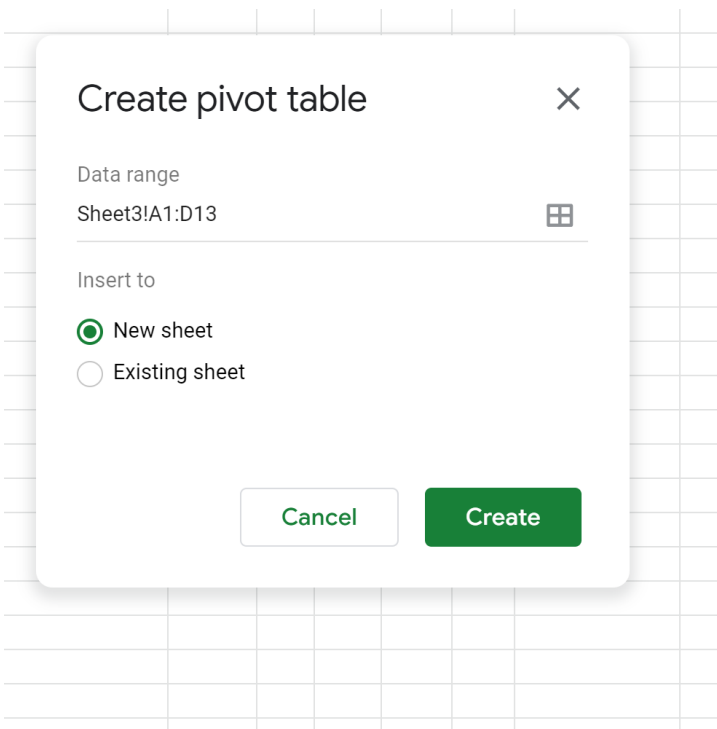 Create pivot table
Data range
Sheet3!A1:D13
Insert to
New sheet
Existing sheet
Cancel
Create